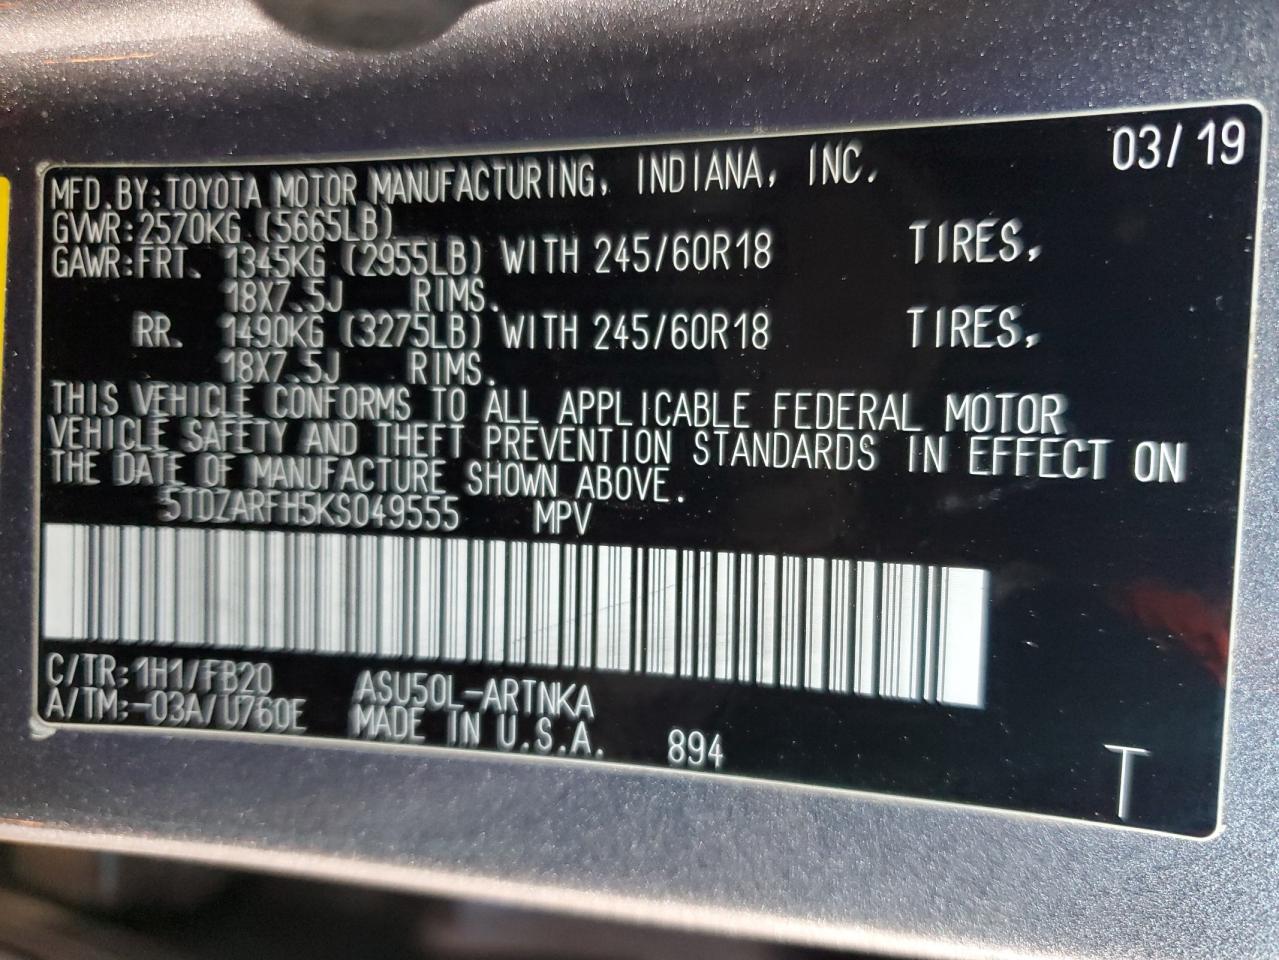 03/19
MFD.BY:TOYOTA MOTOR MANUFACTURING, INDIANA, INC.
GVWR:2570KG (5665LB)
GAWR:FRT. 1345KG (2955LB) WITH 245/60R18 TIRES,
18X7.5J RIMS.
RR. 1490KG (3275LB) WITH 245/60R18 TIRES,
18X7.5J RIMS.
THIS VEHICLE CONFORMS TO ALL APPLICABLE FEDERAL MOTOR
VEHICLE SAFETY AND THEFT PREVENTION STANDARDS IN EFFECT ON
THE DATE OF MANUFACTURE SHOWN ABOVE.
5TDZARFH5KS049555 MPV
C/TR:1H1/FB20 ASU50L-ARTNKA
A/TM:-03A/U760E MADE IN U.S.A. 894
T